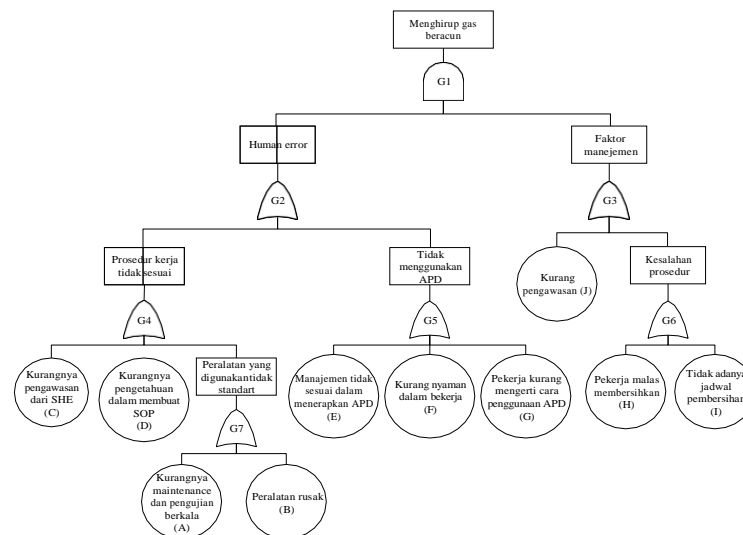 Menghirup gas
beracun
G1
Human error
Faktor
manejemen
G2
G3
Prosedur kerja
tidak sesuai
Tidak
menggunakan
APD
Kurang
pengawasan (J)
Kesalahan
prosedur
G4
G5
G6
Kurangnya
pengawasan
dari SHE
(C)
Kurangnya
pengetahuan
dalam membuat
SOP
(D)
Peralatan yang
digunakantidak
standart
Manajemen tidak
sesuai dalam
menerapkan APD
(E)
Kurang nyaman
dalam bekerja
(F)
Pekerja kurang
mengerti cara
penggunaan APD
(G)
Pekerja malas
membersihkan
(H)
Tidak adanya
jadwal
pembersihan
(I)
G7
Kurangnya
maintenance
dan pengujian
berkala
(A)
Peralatan rusak
(B)